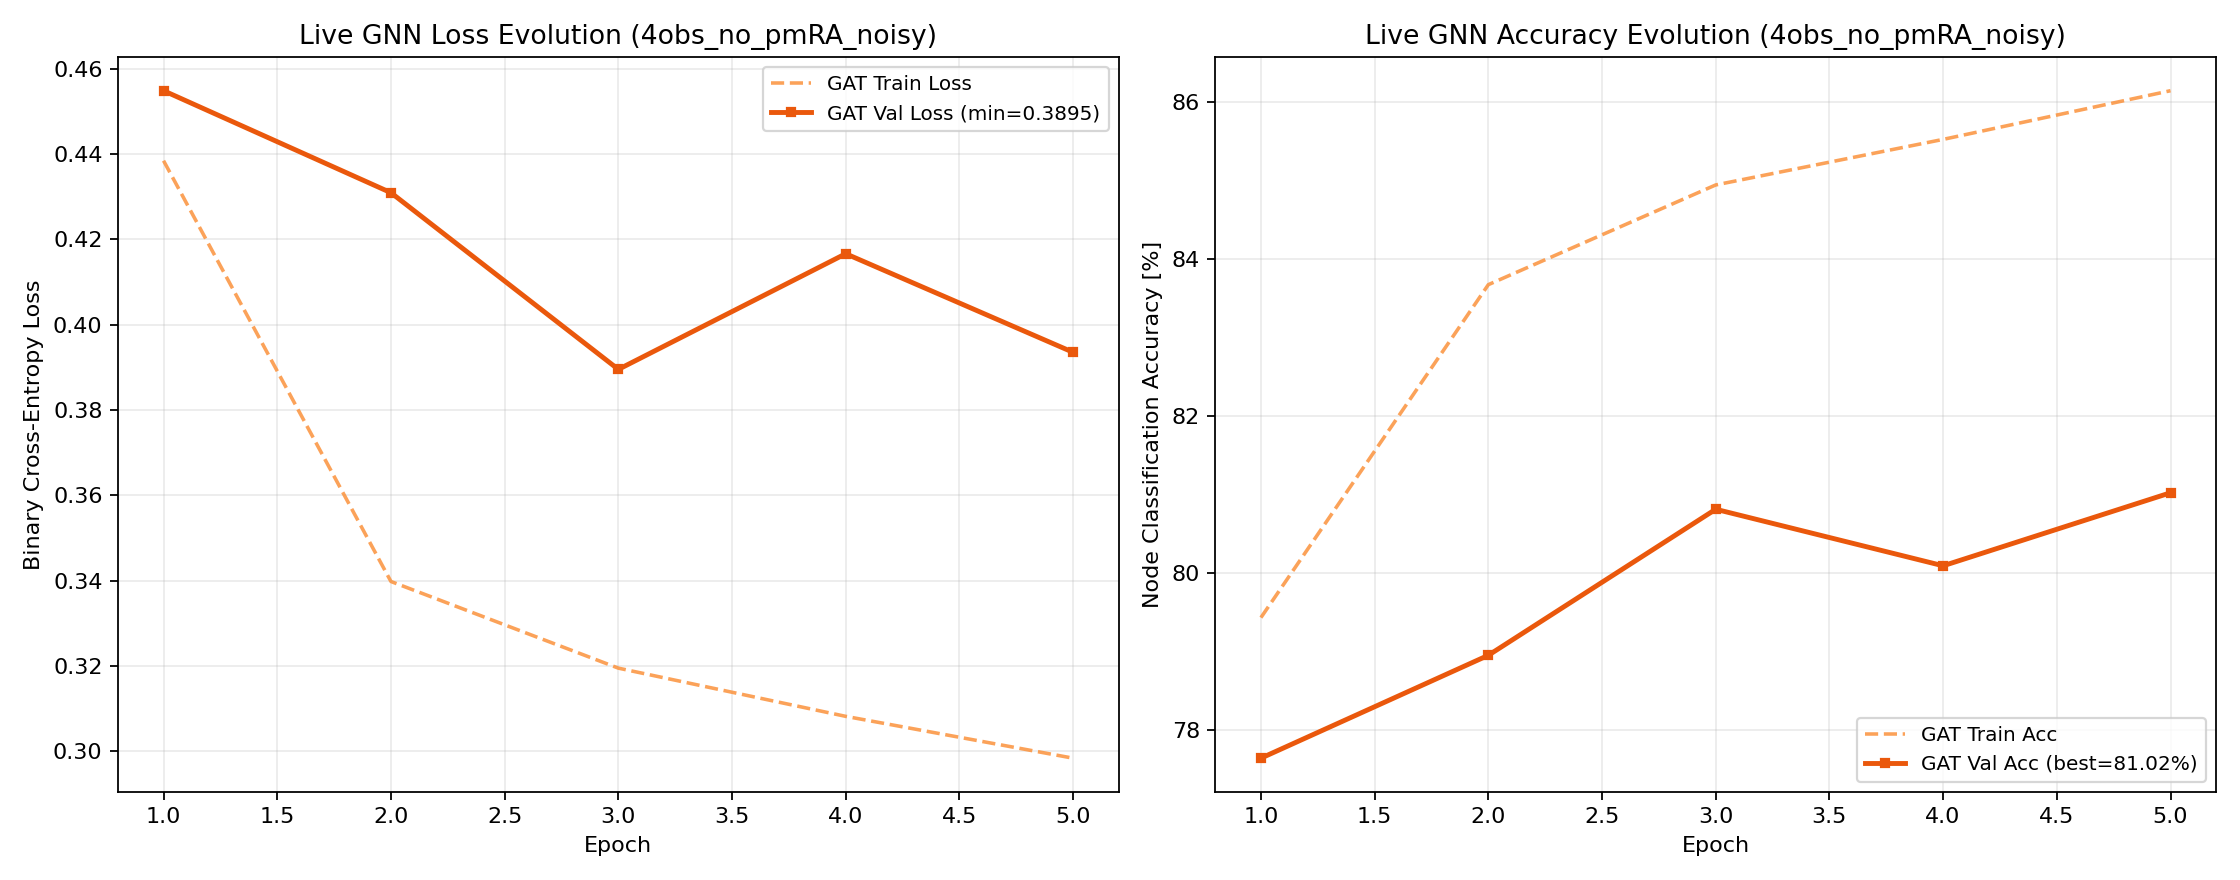 Live GNN Loss Evolution (4obs_no_pmRA_noisy)
Binary Cross-Entropy Loss
0.46
0.44
0.42
0.40
0.38
0.36
0.34
0.32
0.30
GAT Train Loss
GAT Val Loss (min=0.3895)
1.0 1.5 2.0 2.5 3.0 3.5 4.0 4.5 5.0
Epoch
Live GNN Accuracy Evolution (4obs_no_pmRA_noisy)
Node Classification Accuracy [%]
86
84
82
80
78
GAT Train Acc
GAT Val Acc (best=81.02%)
1.0 1.5 2.0 2.5 3.0 3.5 4.0 4.5 5.0
Epoch